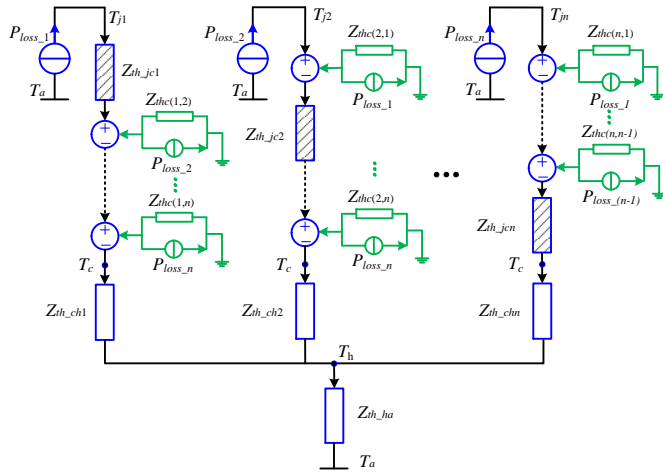 T_j1
P_loss_1
Z_th_jc1
T_a
Z_thc(1,2)
P_loss_2
Z_thc(1,n)
P_loss_n
T_c
Z_th_ch1
T_j2
P_loss_2
Z_thc(2,1)
P_loss_1
T_a
Z_th_jc2
Z_thc(2,n)
P_loss_n
T_c
Z_th_ch2
T_jn
P_loss_n
Z_thc(n,1)
P_loss_1
T_a
Z_thc(n,n-1)
P_loss_(n-1)
Z_th_jcn
T_c
Z_th_chn
T_h
Z_th_ha
T_a